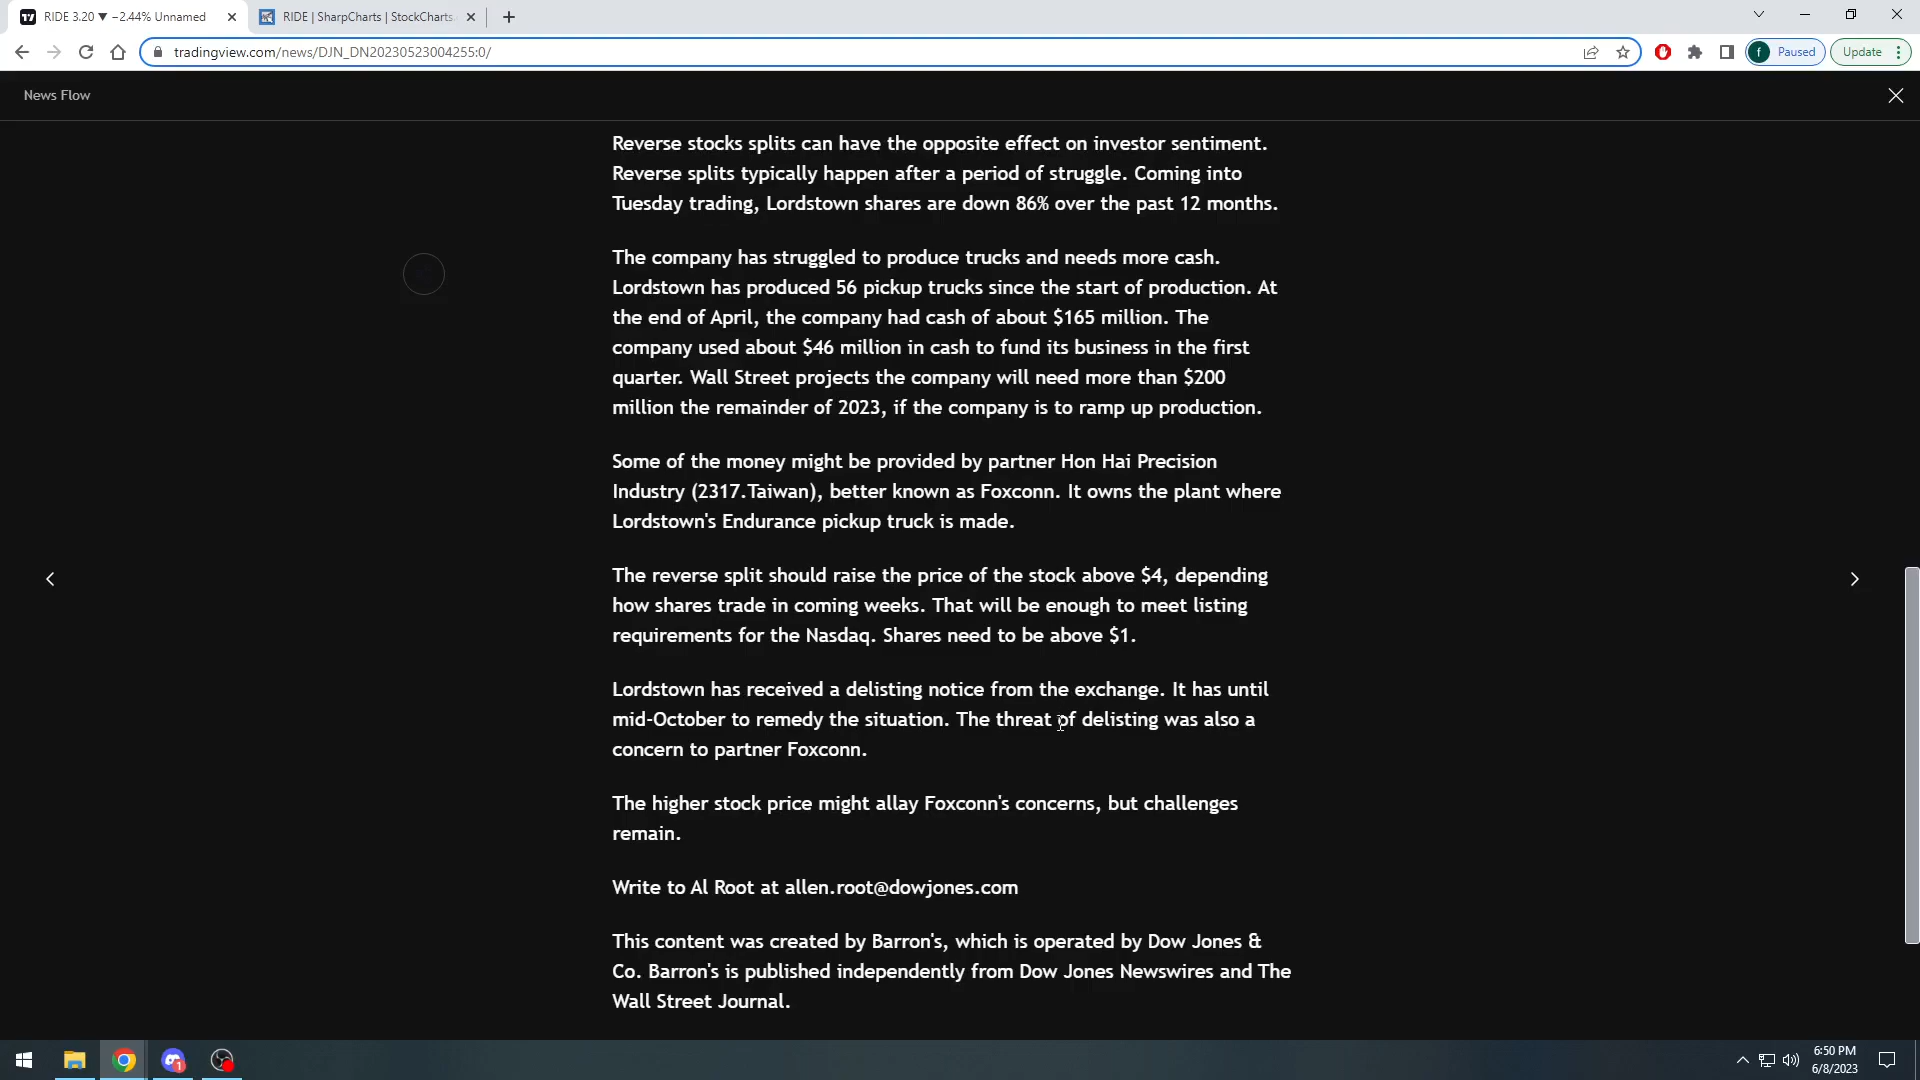 RIDE 3.20 ▼ −2.44% Unnamed
RIDE | SharpCharts | StockCharts.
tradingview.com/news/DJN_DN20230523004255:0/
f Paused
Update
News Flow
Reverse stocks splits can have the opposite effect on investor sentiment.
Reverse splits typically happen after a period of struggle. Coming into
Tuesday trading, Lordstown shares are down 86% over the past 12 months.
The company has struggled to produce trucks and needs more cash.
Lordstown has produced 56 pickup trucks since the start of production. At
the end of April, the company had cash of about $165 million. The
company used about $46 million in cash to fund its business in the first
quarter. Wall Street projects the company will need more than $200
million the remainder of 2023, if the company is to ramp up production.
Some of the money might be provided by partner Hon Hai Precision
Industry (2317.Taiwan), better known as Foxconn. It owns the plant where
Lordstown's Endurance pickup truck is made.
The reverse split should raise the price of the stock above $4, depending
how shares trade in coming weeks. That will be enough to meet listing
requirements for the Nasdaq. Shares need to be above $1.
Lordstown has received a delisting notice from the exchange. It has until
mid-October to remedy the situation. The threat of delisting was also a
concern to partner Foxconn.
The higher stock price might allay Foxconn's concerns, but challenges
remain.
Write to Al Root at allen.root@dowjones.com
This content was created by Barron's, which is operated by Dow Jones &
Co. Barron's is published independently from Dow Jones Newswires and The
Wall Street Journal.
1
6:50 PM
6/8/2023